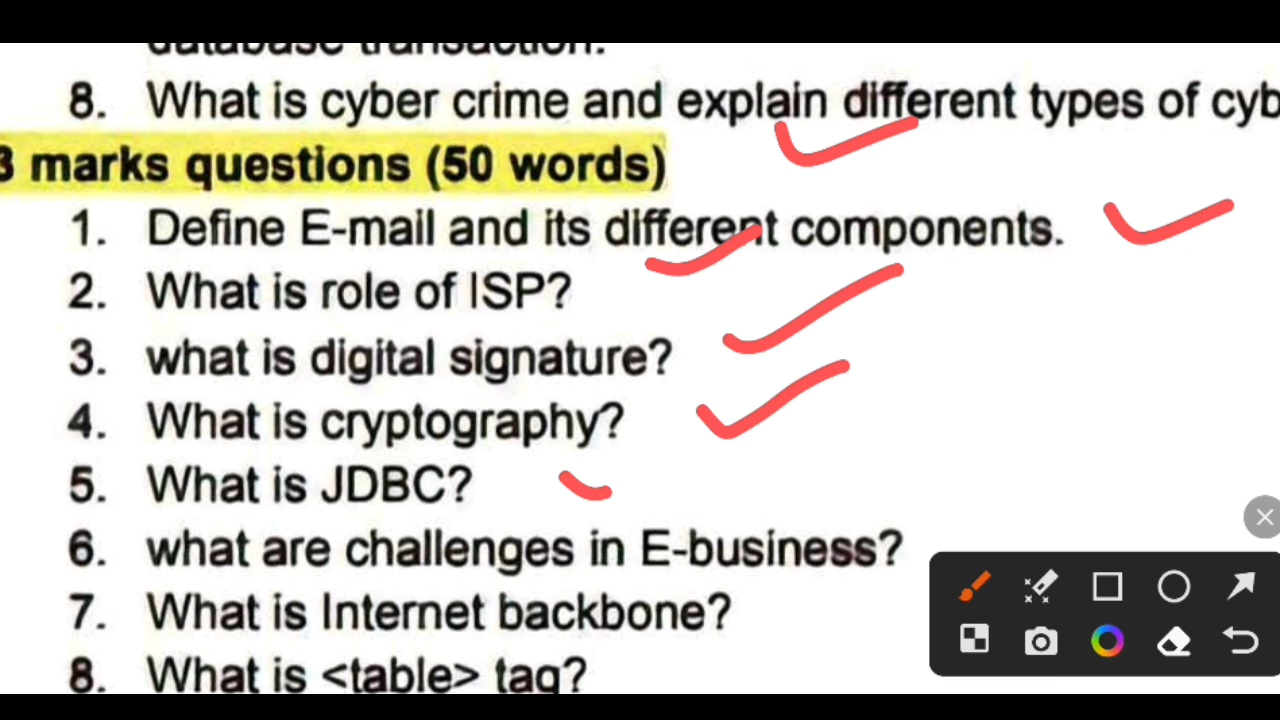 database transaction.
8. What is cyber crime and explain different types of cyb
3 marks questions (50 words)
1. Define E-mail and its different components.
2. What is role of ISP?
3. what is digital signature?
4. What is cryptography?
5. What is JDBC?
6. what are challenges in E-business?
7. What is Internet backbone?
8. What is <table> tag?